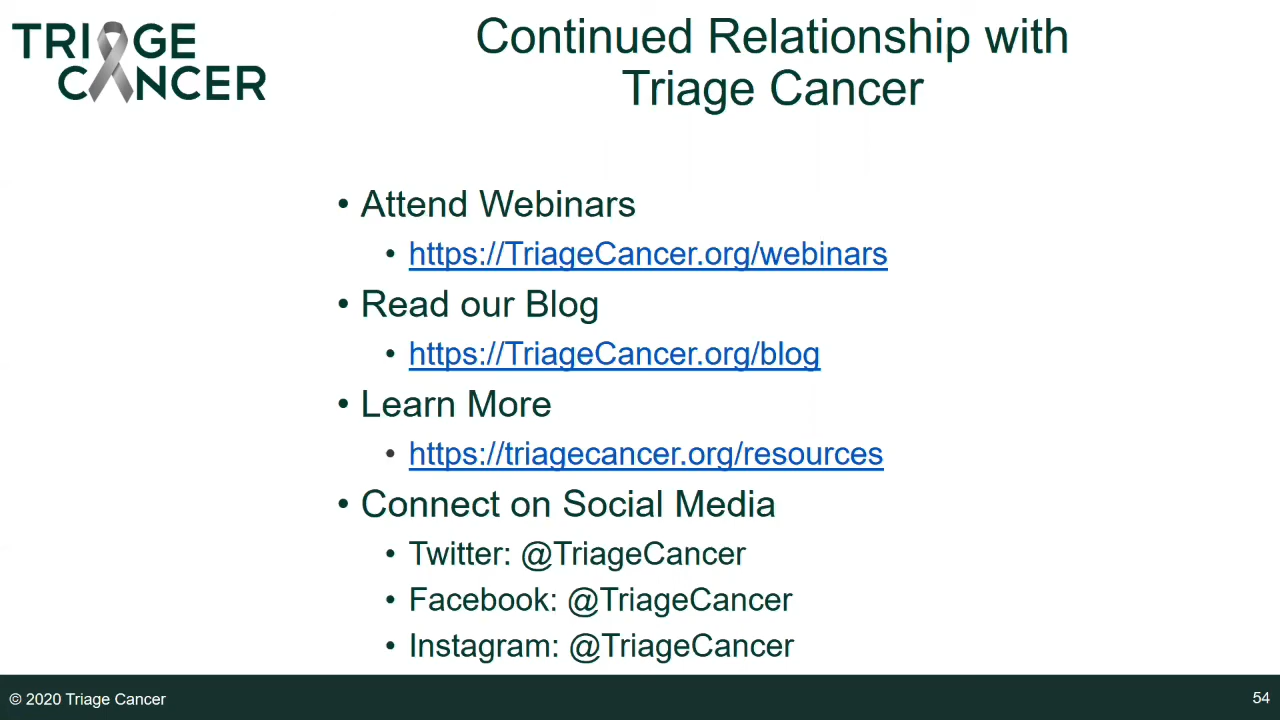 TRIAGE
CANCER
Continued Relationship with
Triage Cancer
• Attend Webinars
• https://TriageCancer.org/webinars
• Read our Blog
• https://TriageCancer.org/blog
• Learn More
• https://triagecancer.org/resources
• Connect on Social Media
• Twitter: @TriageCancer
• Facebook: @TriageCancer
• Instagram: @TriageCancer
© 2020 Triage Cancer
54